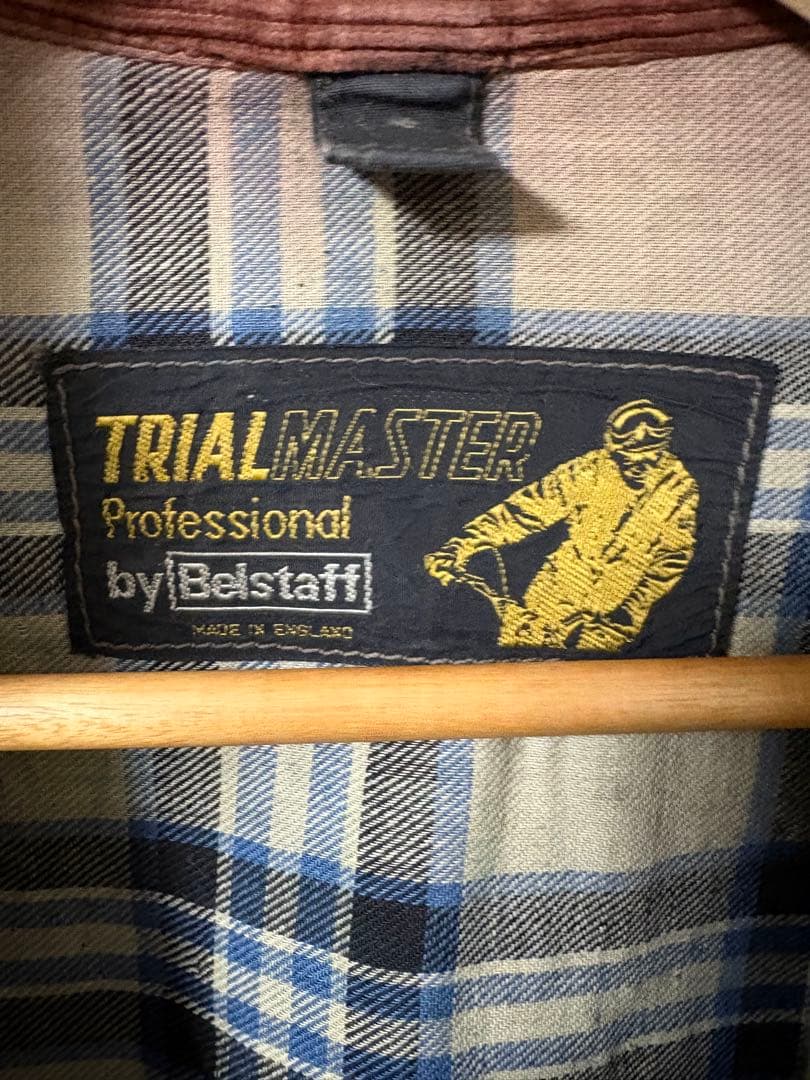 TRIALMASTER
Professional
by Belstaff
MADE IN ENGLAND